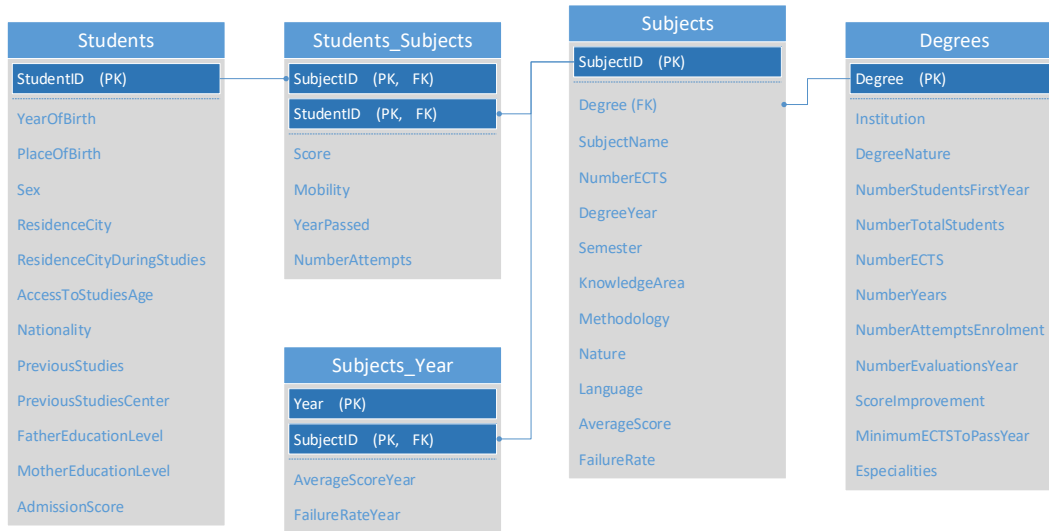 Students
StudentID (PK)
YearOfBirth
PlaceOfBirth
Sex
ResidenceCity
ResidenceCityDuringStudies
AccessToStudiesAge
Nationality
PreviousStudies
PreviousStudiesCenter
FatherEducationLevel
MotherEducationLevel
AdmissionScore
Students_Subjects
SubjectID (PK, FK)
StudentID (PK, FK)
Score
Mobility
YearPassed
NumberAttempts
Subjects_Year
Year (PK)
SubjectID (PK, FK)
AverageScoreYear
FailureRateYear
Subjects
SubjectID (PK)
Degree (FK)
SubjectName
NumberECTS
DegreeYear
Semester
KnowledgeArea
Methodology
Nature
Language
AverageScore
FailureRate
Degrees
Degree (PK)
Institution
DegreeNature
NumberStudentsFirstYear
NumberTotalStudents
NumberECTS
NumberYears
NumberAttemptsEnrolment
NumberEvaluationsYear
ScoreImprovement
MinimumECTSToPassYear
Especialities